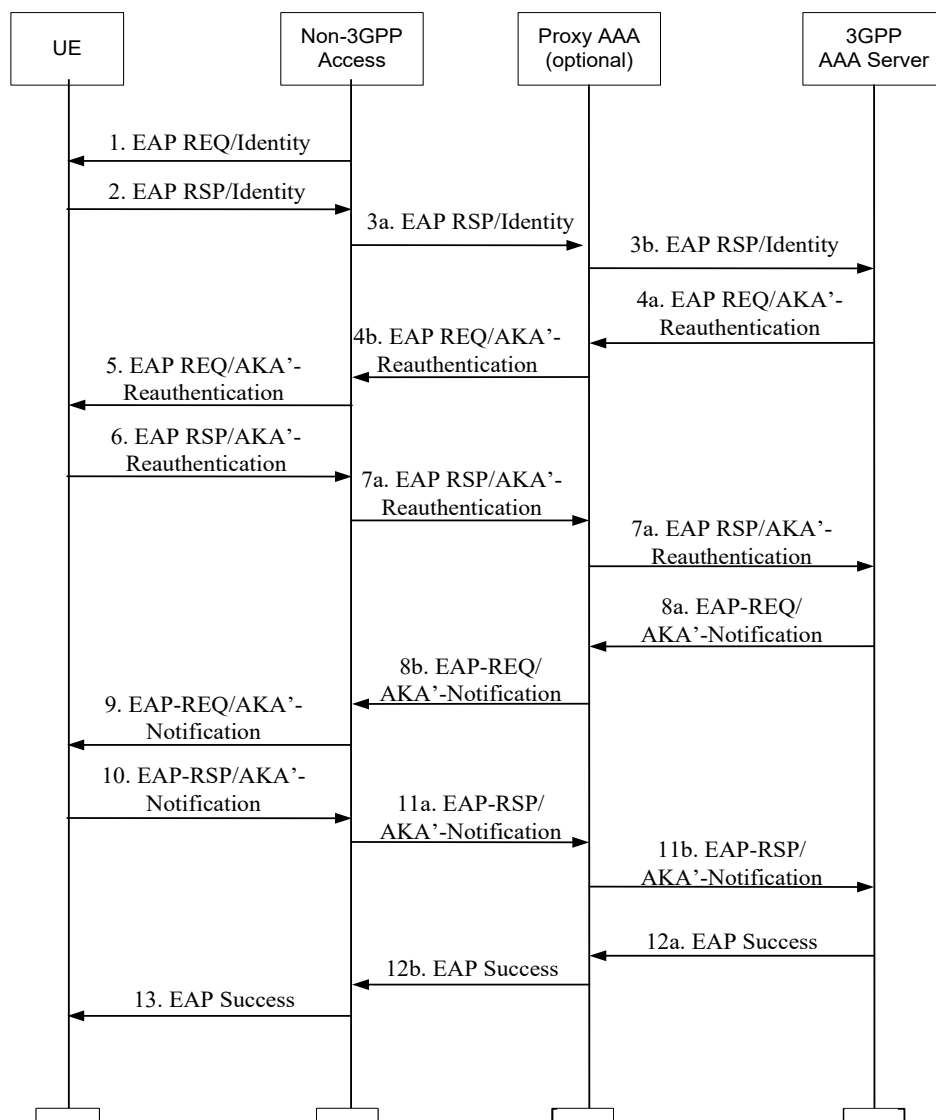 UE
Non-3GPP
Access
Proxy AAA
(optional)
3GPP
AAA Server
1. EAP REQ/Identity
2. EAP RSP/Identity
3a. EAP RSP/Identity
3b. EAP RSP/Identity
4a. EAP REQ/AKA’-
Reauthentication
4b. EAP REQ/AKA’-
Reauthentication
5. EAP REQ/AKA’-
Reauthentication
6. EAP RSP/AKA’-
Reauthentication
7a. EAP RSP/AKA’-
Reauthentication
7a. EAP RSP/AKA’-
Reauthentication
8a. EAP-REQ/
AKA’-Notification
8b. EAP-REQ/
AKA’-Notification
9. EAP-REQ/AKA’-
Notification
10. EAP-RSP/AKA’-
Notification
11a. EAP-RSP/
AKA’-Notification
11b. EAP-RSP/
AKA’-Notification
12a. EAP Success
12b. EAP Success
13. EAP Success